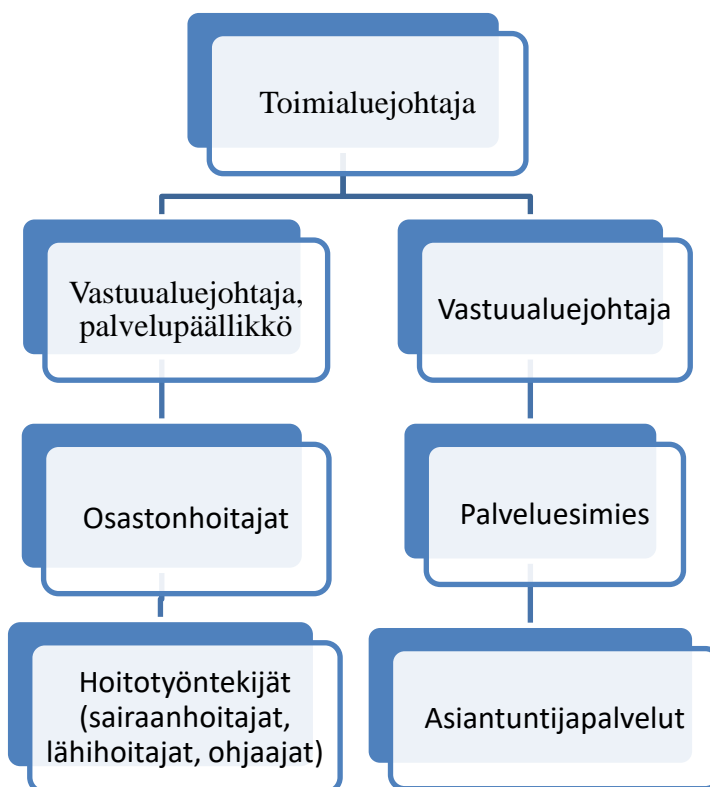 Toimialuejohtaja
Vastuualuejohtaja,
palvelupäällikkö
Vastuualuejohtaja
Osastonhoitajat
Palveluesimies
Hoitotyöntekijät
(sairaanhoitajat,
lähihoitajat, ohjaajat)
Asiantuntijapalvelut